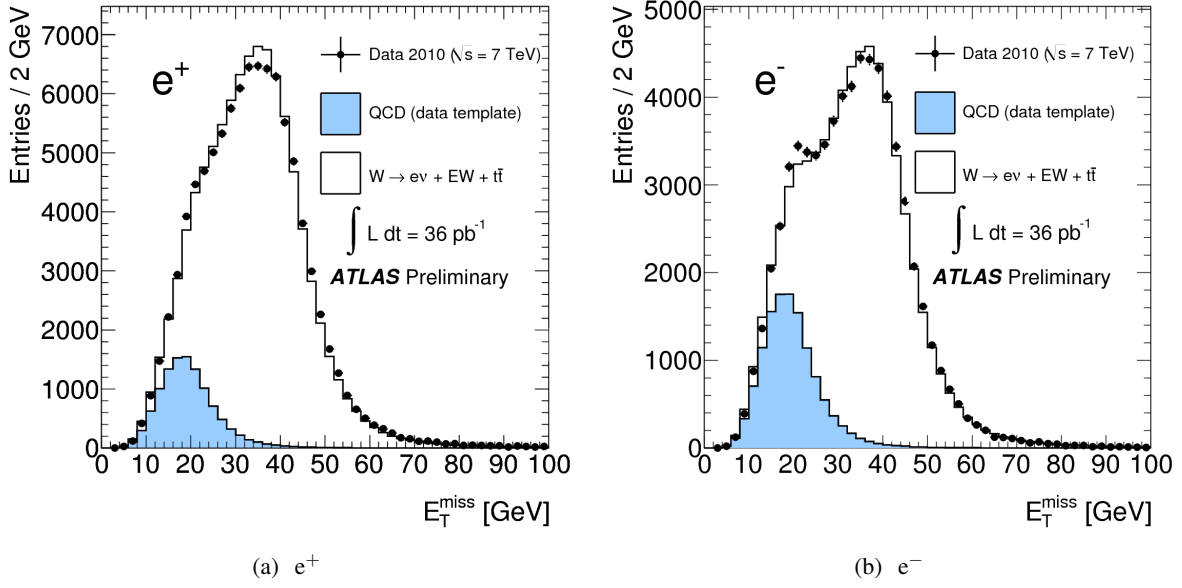 Entries / 2 GeV
7000
6000
5000
4000
3000
2000
1000
0
e+
Data 2010 (√s = 7 TeV)
QCD (data template)
W → eν + EW + tt̄
∫ L dt = 36 pb-1
ATLAS Preliminary
0 10 20 30 40 50 60 70 80 90 100
E_T^miss [GeV]
(a) e+
Entries / 2 GeV
5000
4000
3000
2000
1000
0
e-
Data 2010 (√s = 7 TeV)
QCD (data template)
W → eν + EW + tt̄
∫ L dt = 36 pb-1
ATLAS Preliminary
0 10 20 30 40 50 60 70 80 90 100
E_T^miss [GeV]
(b) e−